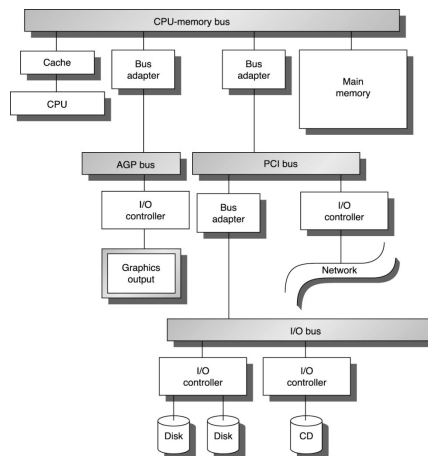 CPU-memory bus
Cache
CPU
Bus
adapter
Bus
adapter
Main
memory
AGP bus
PCI bus
I/O
controller
Bus
adapter
I/O
controller
Graphics
output
Network
I/O bus
I/O
controller
I/O
controller
Disk
Disk
CD